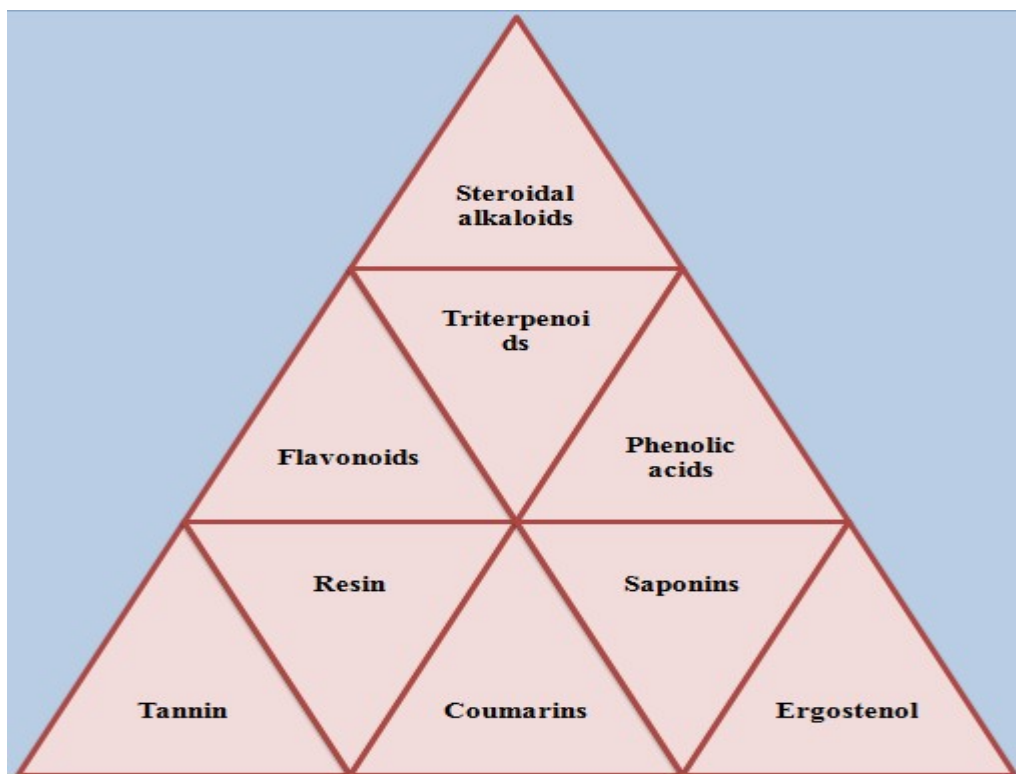 Steroidal
alkaloids
Triterpenoi
ds
Flavonoids
Phenolic
acids
Resin
Saponins
Tannin
Coumarins
Ergostenol